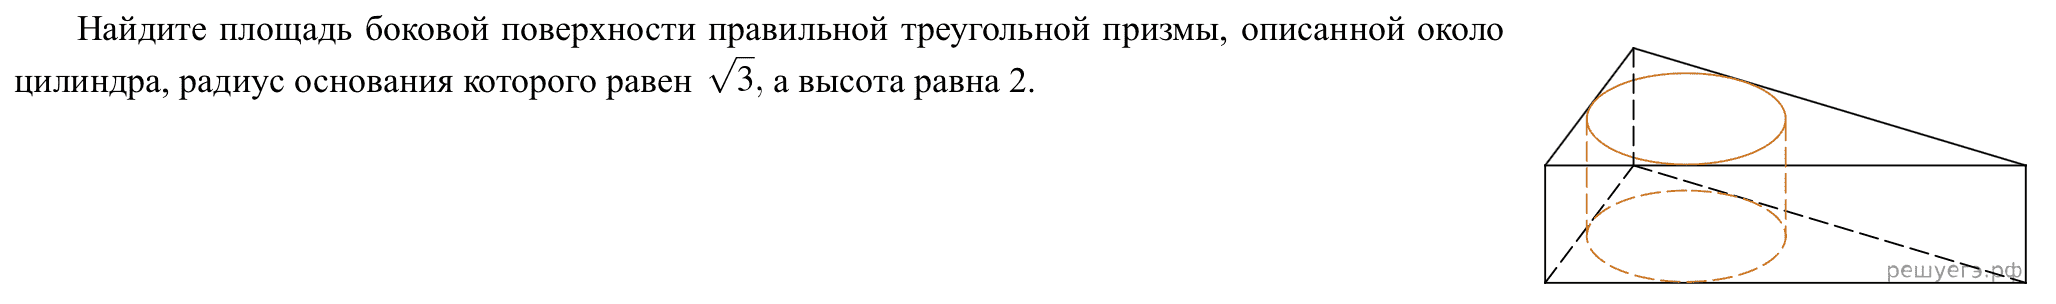 Найдите площадь боковой поверхности правильной треугольной призмы, описанной около
цилиндра, радиус основания которого равен √3, а высота равна 2.
решуегэ.рф